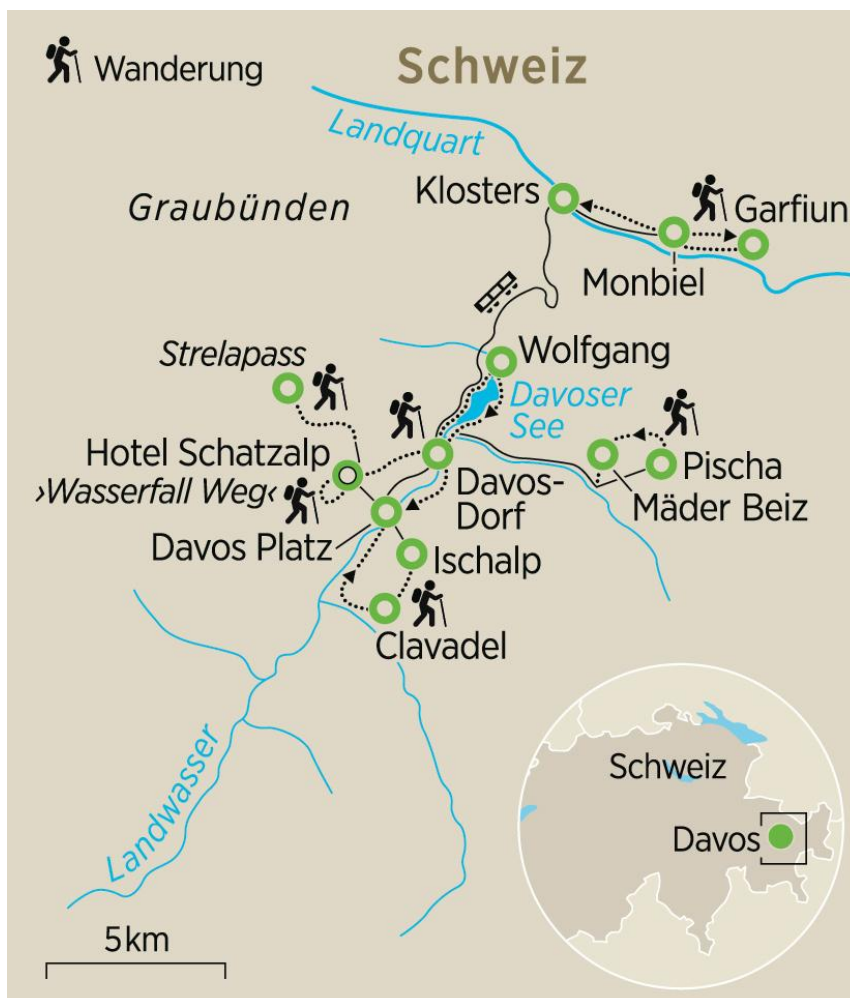 Wanderung
Schweiz
Landquart
Klosters
Graubünden
Garfiun
Monbiel
Wolfgang
Strelapass
Davoser
See
Hotel Schatzalp
›Wasserfall Weg‹
Davos-
Dorf
Pischa
Mäder Beiz
Davos Platz
Ischalp
Clavadel
Landwasser
Schweiz
Davos
5km